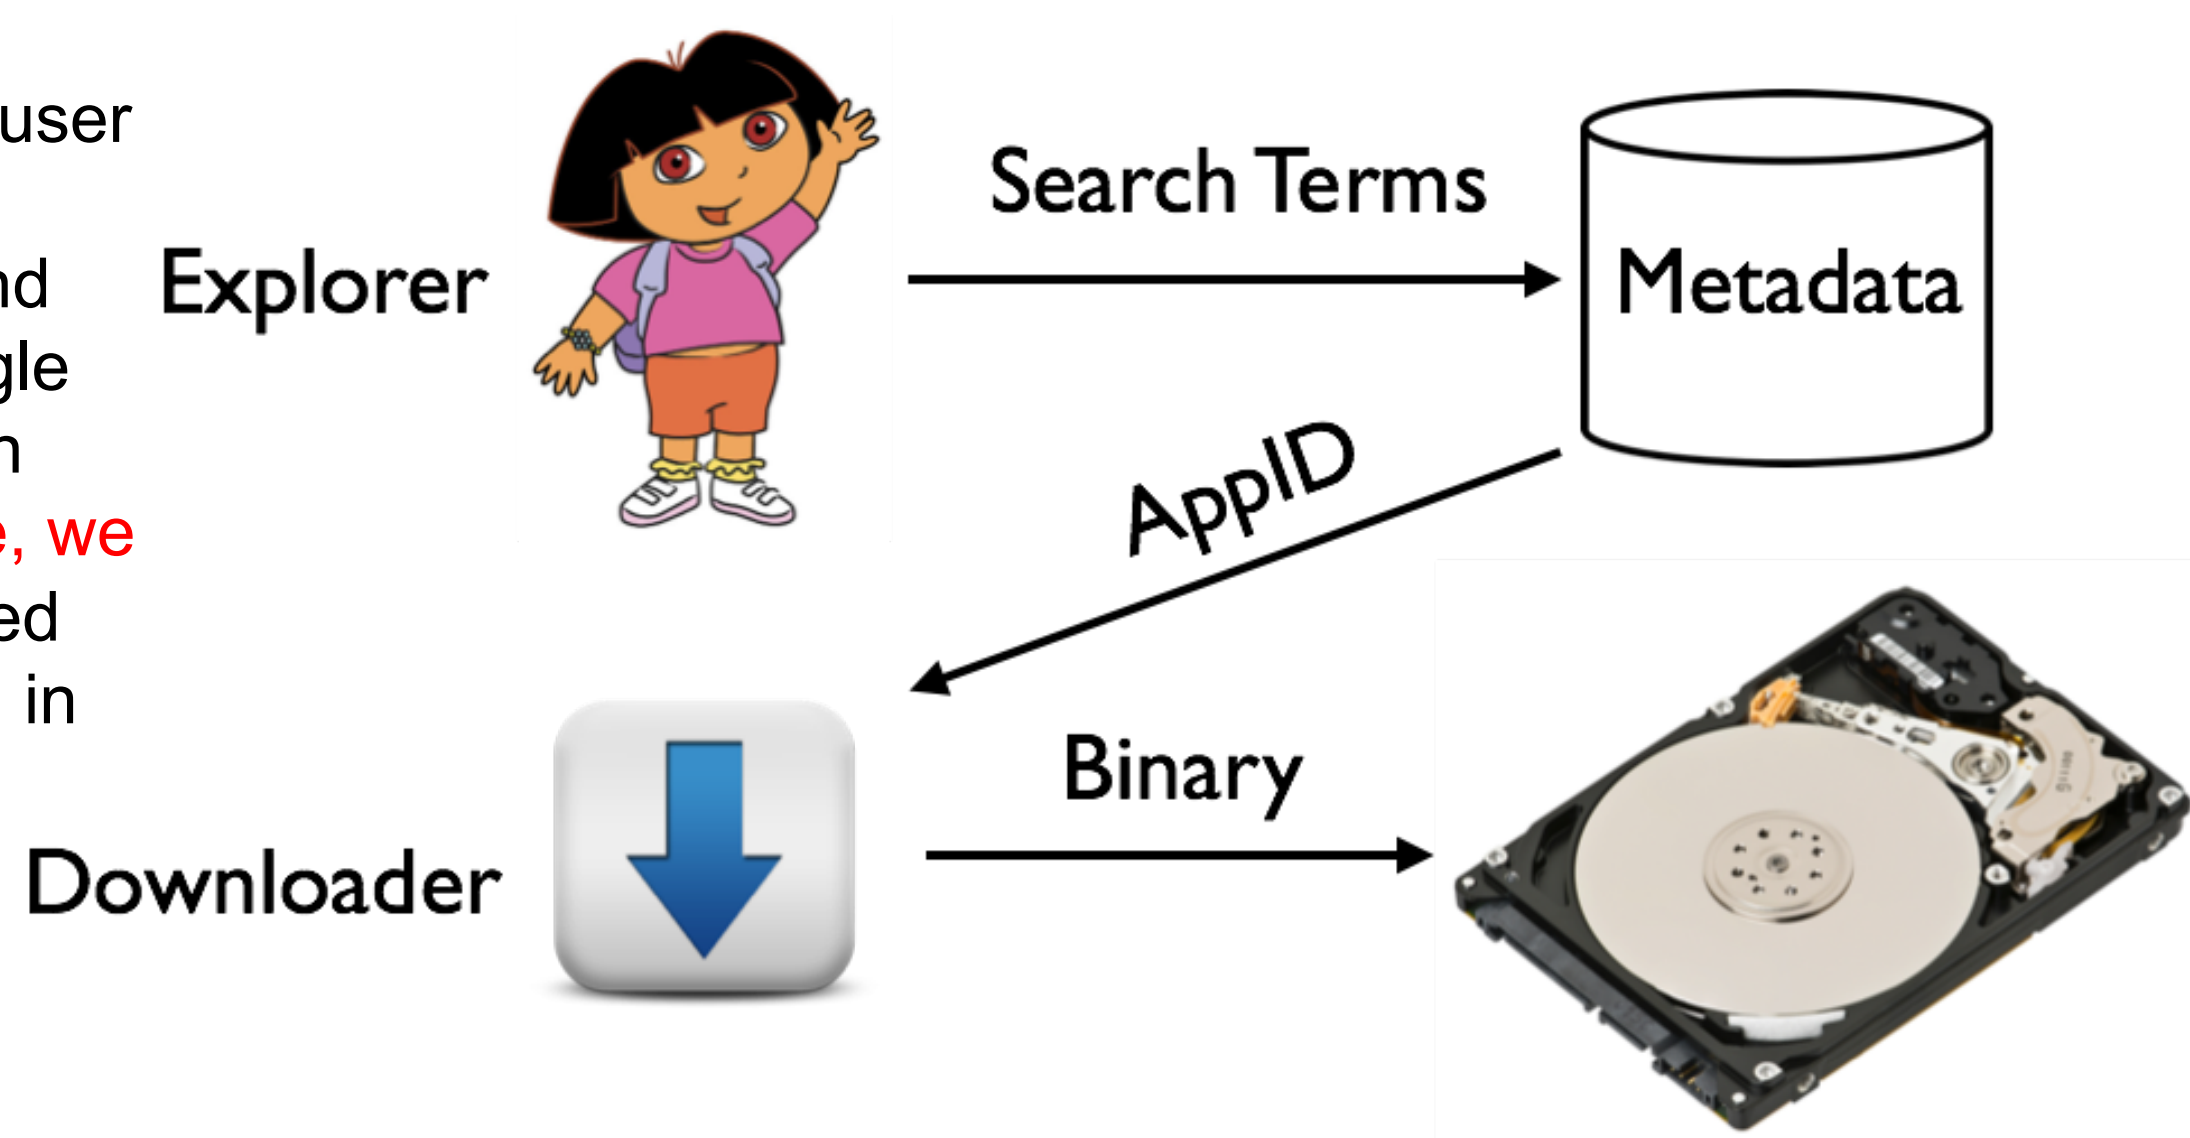 user
nd
gle
n
e, we
ed
in
Explorer
Search Terms
Metadata
AppID
Binary
Downloader